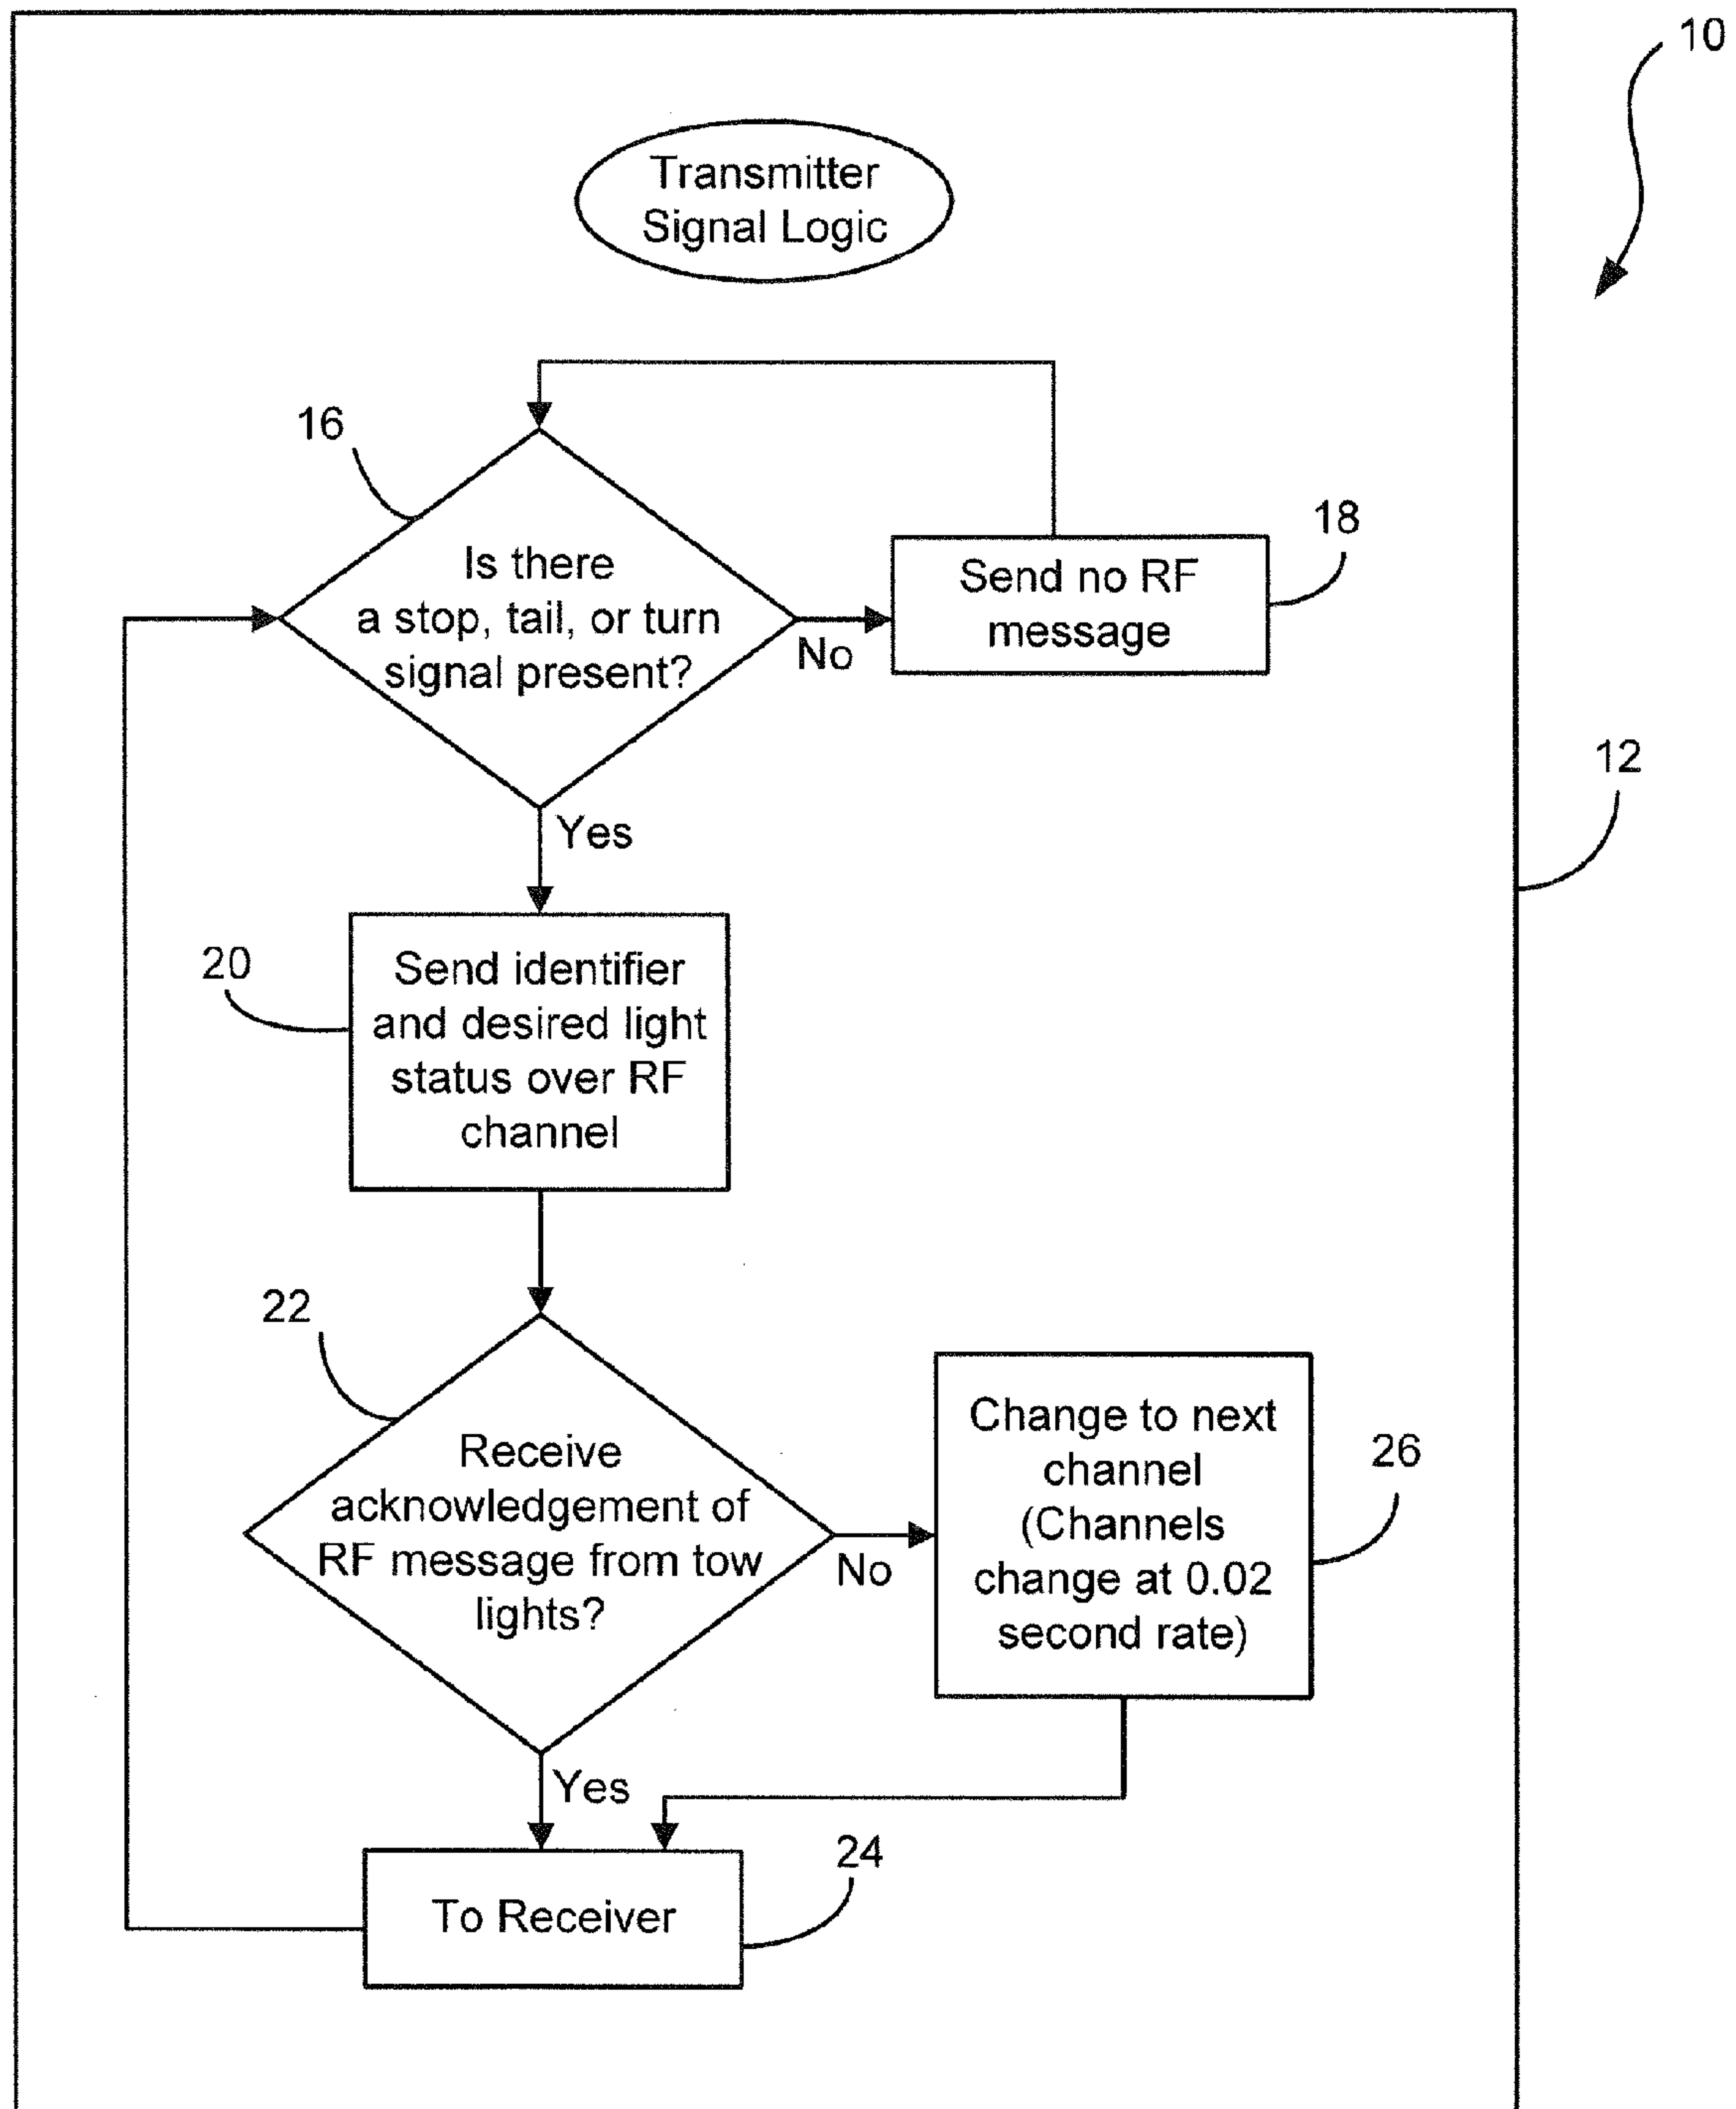 10
Transmitter
Signal Logic
16
Is there
a stop, tail, or turn
signal present?
No
18
Send no RF
message
12
Yes
20
Send identifier
and desired light
status over RF
channel
22
Receive
acknowledgement of
RF message from tow
lights?
No
Change to next
channel
(Channels
change at 0.02
second rate)
26
Yes
24
To Receiver